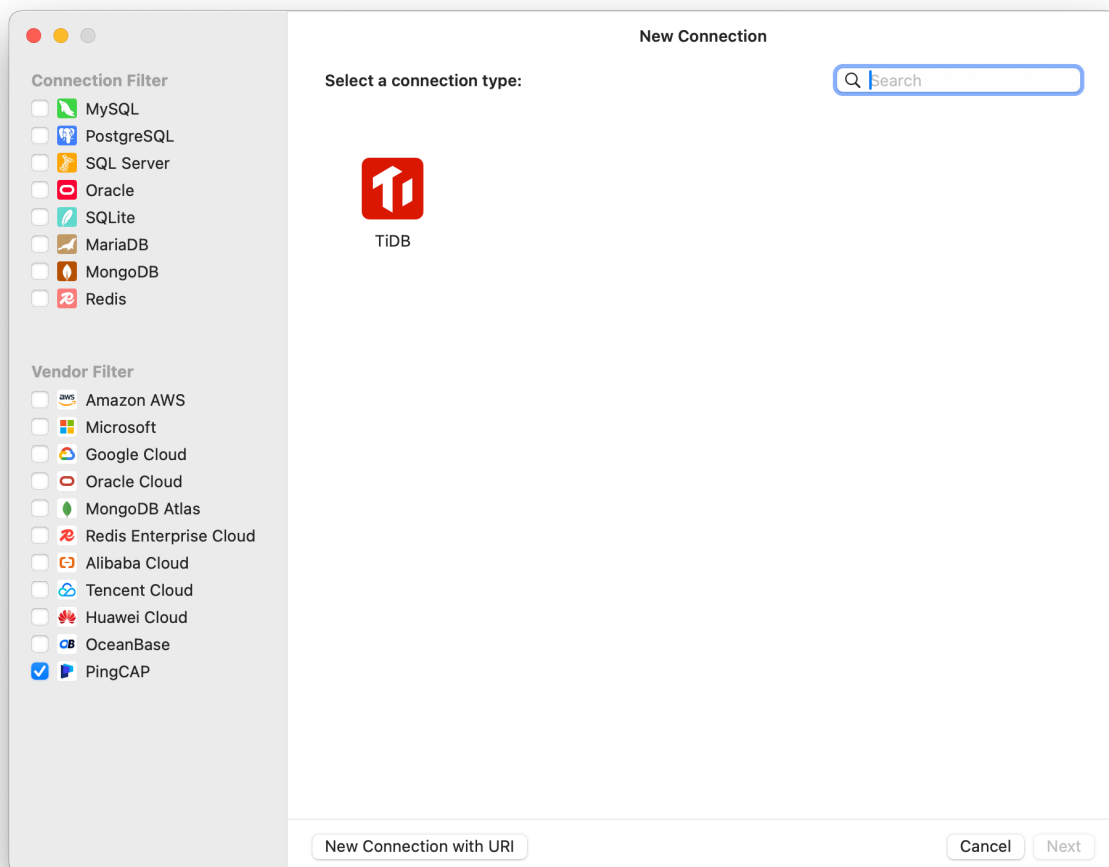 New Connection
Connection Filter
MySQL
PostgreSQL
SQL Server
Oracle
SQLite
MariaDB
MongoDB
Redis
Vendor Filter
aws Amazon AWS
Microsoft
Google Cloud
Oracle Cloud
MongoDB Atlas
Redis Enterprise Cloud
Alibaba Cloud
Tencent Cloud
Huawei Cloud
OB OceanBase
PingCAP
Select a connection type:
Search
TiDB
New Connection with URI
Cancel
Next